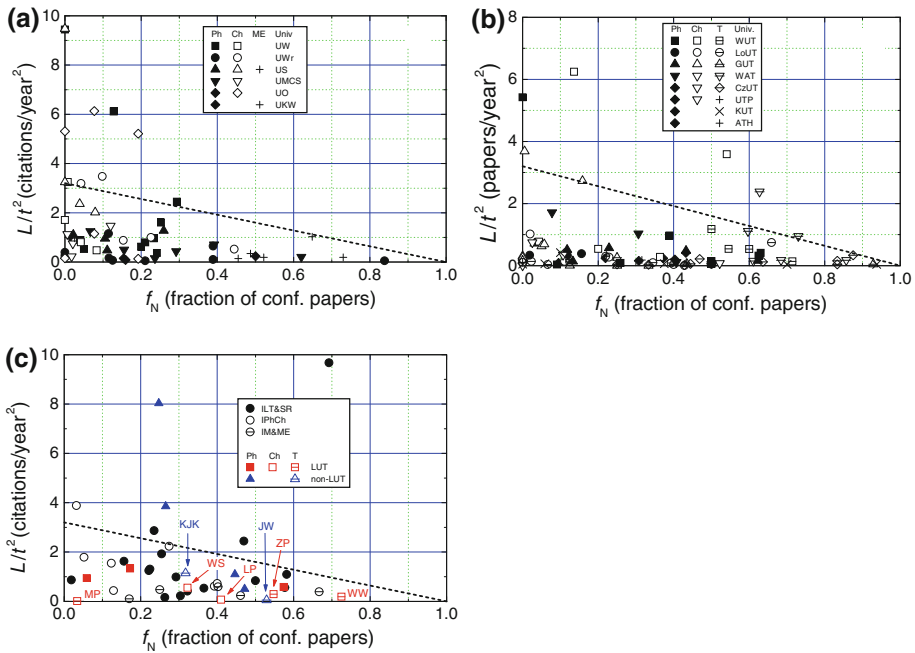 (a)
L/t² (citations/year²)
10
8
6
4
2
0
0.0 0.2 0.4 0.6 0.8 1.0
f_N (fraction of conf. papers)
Ph Ch ME Univ
UW
UWr
US
UMCS
UO
UKW
(b)
L/t² (papers/year²)
8
6
4
2
0
0.0 0.2 0.4 0.6 0.8 1.0
f_N (fraction of conf. papers)
Ph Ch T Univ.
WUT
LoUT
GUT
WAT
CzUT
UTP
KUT
ATH
(c)
L/t² (citations/year²)
10
8
6
4
2
0
0.0 0.2 0.4 0.6 0.8 1.0
f_N (fraction of conf. papers)
ILT&SR
IPhCh
IM&ME
Ph Ch T
LUT
non-LUT
KJK
JW
ZP
WS
LP
MP
WW